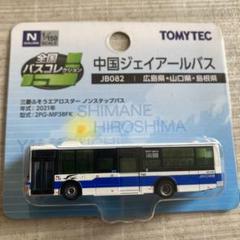 N
1/150
TOMYTEC
全国
バスコレクション
中国ジェイアールバス
JB082
広島県・山口県・島根県
三菱ふそうエアロスター ノンステップバス
年式：2021年
型式：2PG-MP38FK
SHIMANE
HIROSHIMA